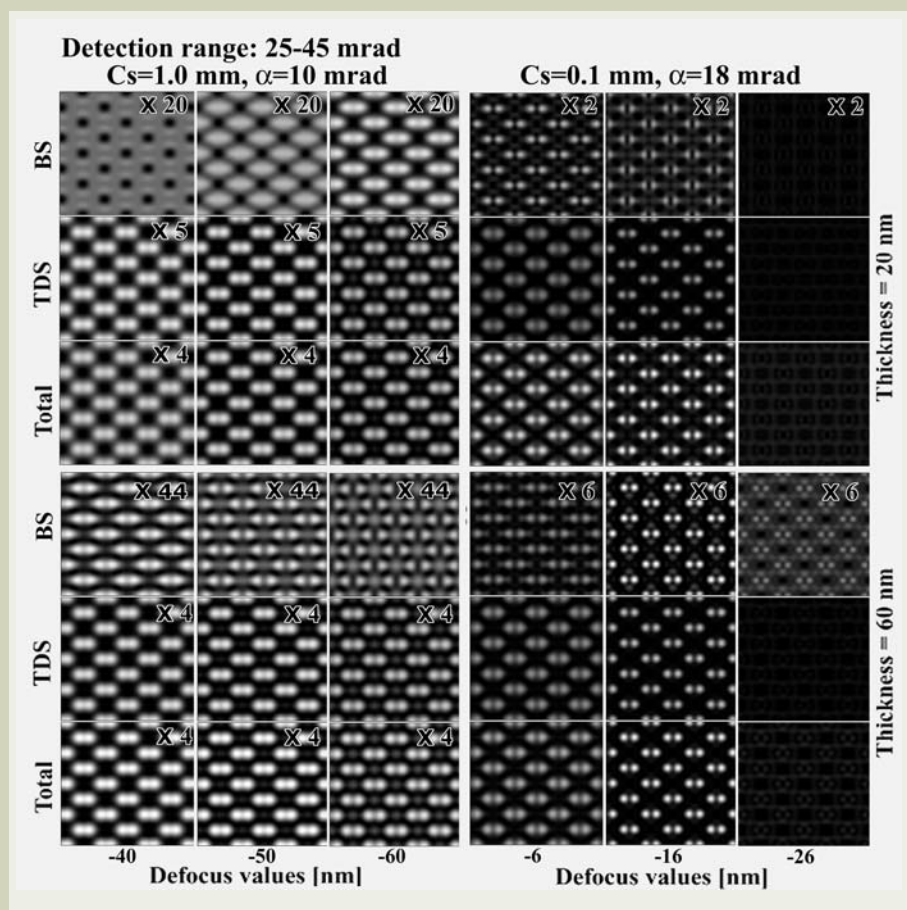 Detection range: 25-45 mrad
Cs=1.0 mm, α=10 mrad
Cs=0.1 mm, α=18 mrad
BS
X 20
X 20
X 20
X 2
X 2
X 2
TDS
X 5
X 5
X 5
Total
X 4
X 4
X 4
Thickness = 20 nm
BS
X 44
X 44
X 44
X 6
X 6
X 6
TDS
X 4
X 4
X 4
Total
X 4
X 4
X 4
Thickness = 60 nm
-40
-50
-60
-6
-16
-26
Defocus values [nm]
Defocus values [nm]